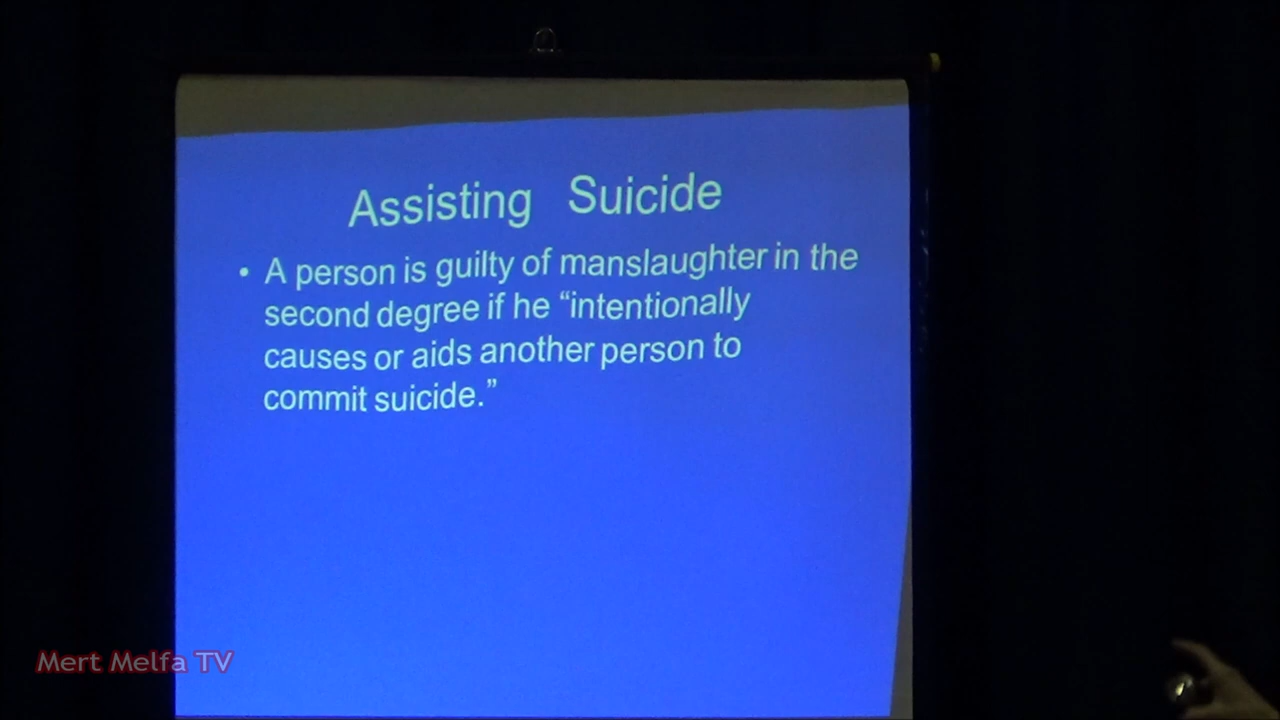 Assisting Suicide
• A person is guilty of manslaughter in the
second degree if he “intentionally
causes or aids another person to
commit suicide.”
Mert Melfa TV